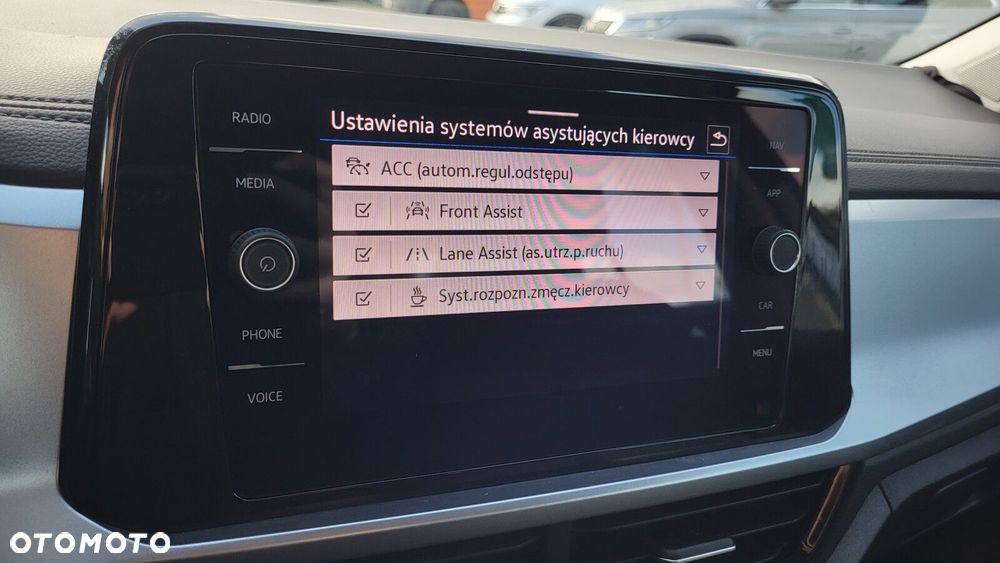 RADIO
MEDIA
PHONE
VOICE
Ustawienia systemów asystujących kierowcy
ACC (autom.regul.odstępu)
Front Assist
Lane Assist (as.utrz.p.ruchu)
Syst.rozpozn.zmęcz.kierowcy
NAV
APP
CAR
MENU
OTOMOTO